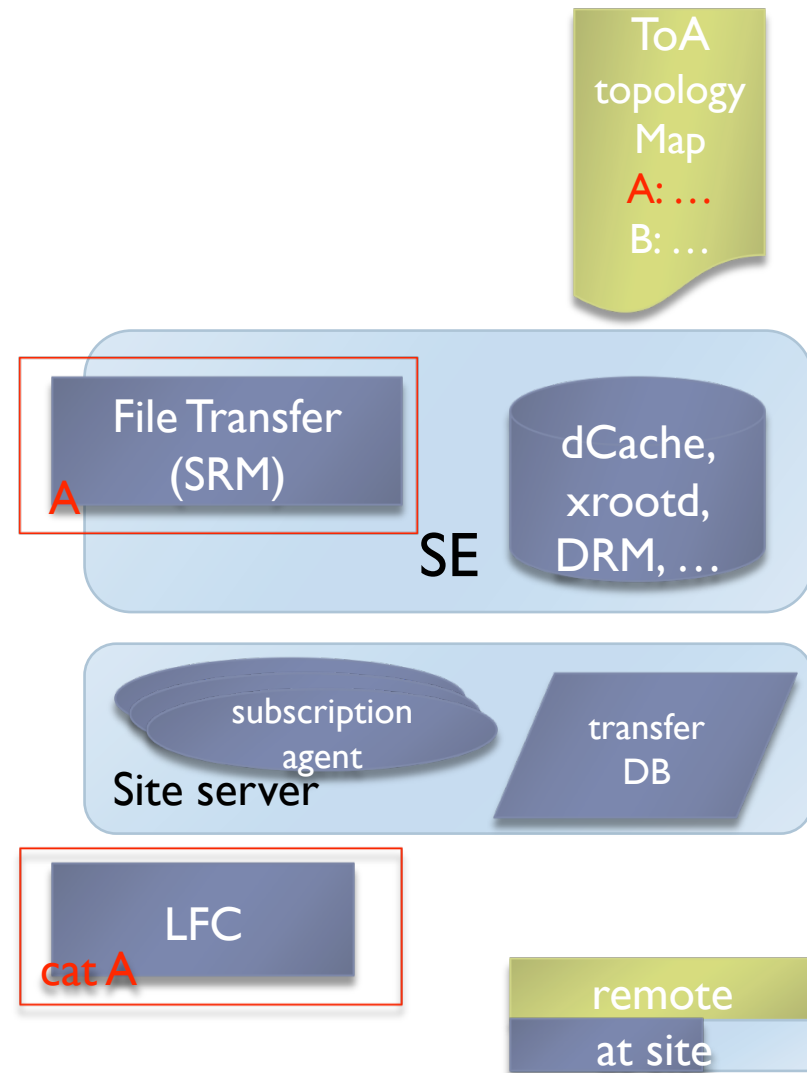 ToA
topology
Map
A: …
B: …
File Transfer
(SRM)
A
SE
dCache,
xrootd,
DRM, …
subscription
agent
Site server
transfer
DB
LFC
cat A
remote
at site